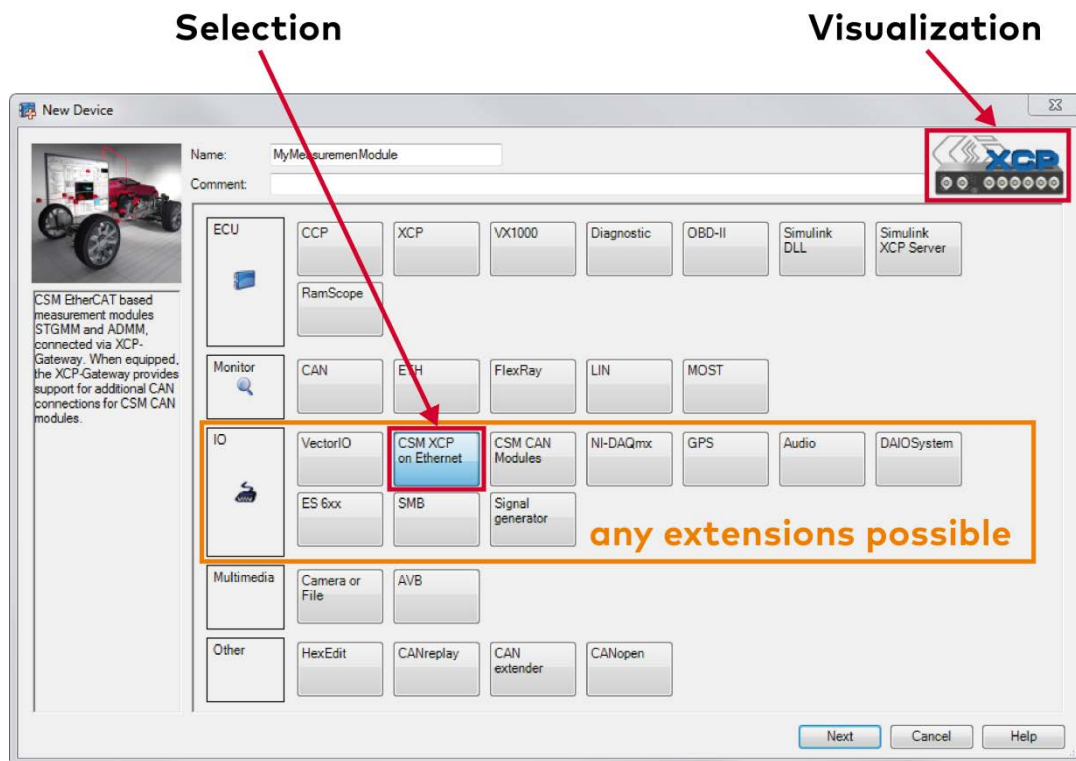 Selection
Visualization
New Device
Name:
MyMeasuremenModule
XCP
Comment:
CSM EtherCAT based
measurement modules
STGMM and ADMM,
connected via XCP-
Gateway. When equipped,
the XCP-Gateway provides
support for additional CAN
connections for CSM CAN
modules.
ECU
CCP
XCP
VX1000
Diagnostic
OBD-II
Simulink
DLL
Simulink
XCP Server
RamScope
Monitor
CAN
ETH
FlexRay
LIN
MOST
IO
VectorIO
CSM XCP
on Ethernet
CSM CAN
Modules
NI-DAQmx
GPS
Audio
DAIOSystem
ES 6xx
SMB
Signal
generator
any extensions possible
Multimedia
Camera or
File
AVB
Other
HexEdit
CANreplay
CAN
extender
CANopen
Next
Cancel
Help